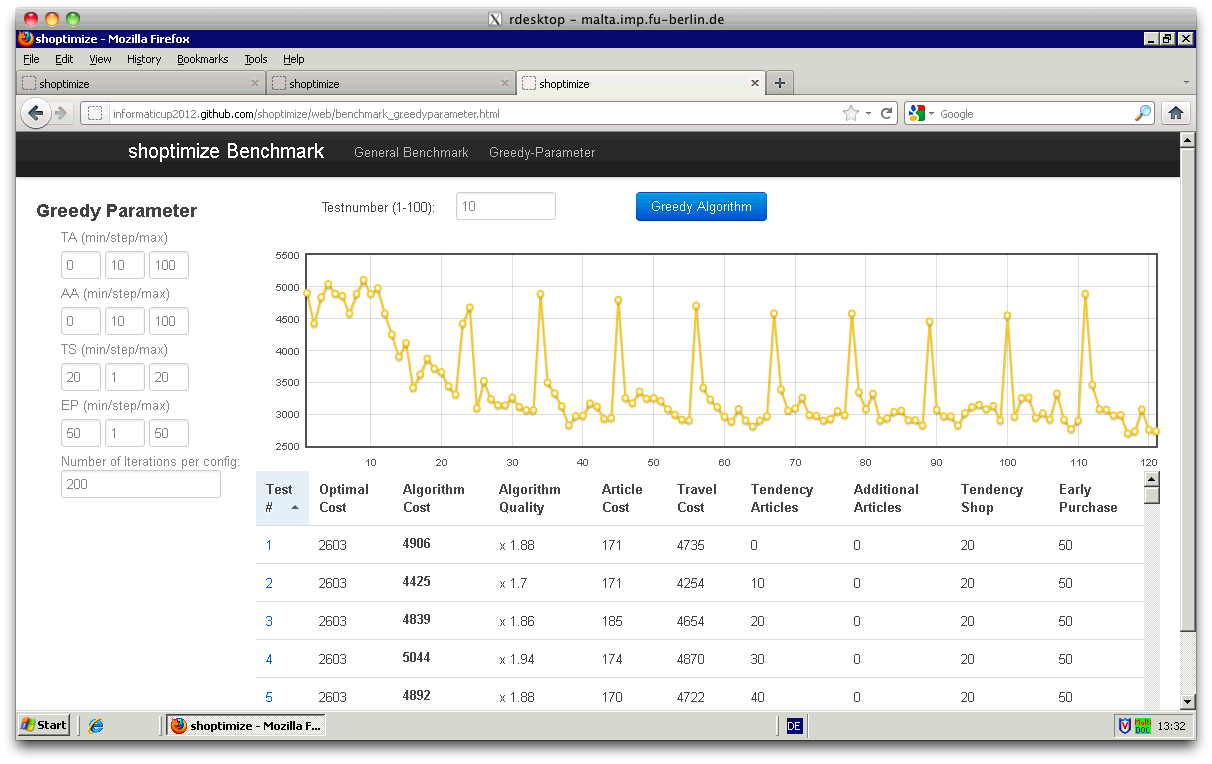 rdesktop – malta.imp.fu-berlin.de
shoptimize - Mozilla Firefox
File Edit View History Bookmarks Tools Help
shoptimize shoptimize shoptimize
informaticup2012.github.com/shoptimize/web/benchmark_greedyparameter.html Google
shoptimize Benchmark General Benchmark Greedy-Parameter
Greedy Parameter
TA (min/step/max)
0 10 100
AA (min/step/max)
0 10 100
TS (min/step/max)
20 1 20
EP (min/step/max)
50 1 50
Number of Iterations per config:
200
Testnumber (1-100): 10 Greedy Algorithm
5500
5000
4500
4000
3500
3000
2500
10 20 30 40 50 60 70 80 90 100 110 120
Test # Optimal Cost Algorithm Cost Algorithm Quality Article Cost Travel Cost Tendency Articles Additional Articles Tendency Shop Early Purchase
1 2603 4906 x 1.88 171 4735 0 0 20 50
2 2603 4425 x 1.7 171 4254 10 0 20 50
3 2603 4839 x 1.86 185 4654 20 0 20 50
4 2603 5044 x 1.94 174 4870 30 0 20 50
5 2603 4892 x 1.88 170 4722 40 0 20 50
Start shoptimize - Mozilla F... DE 13:32